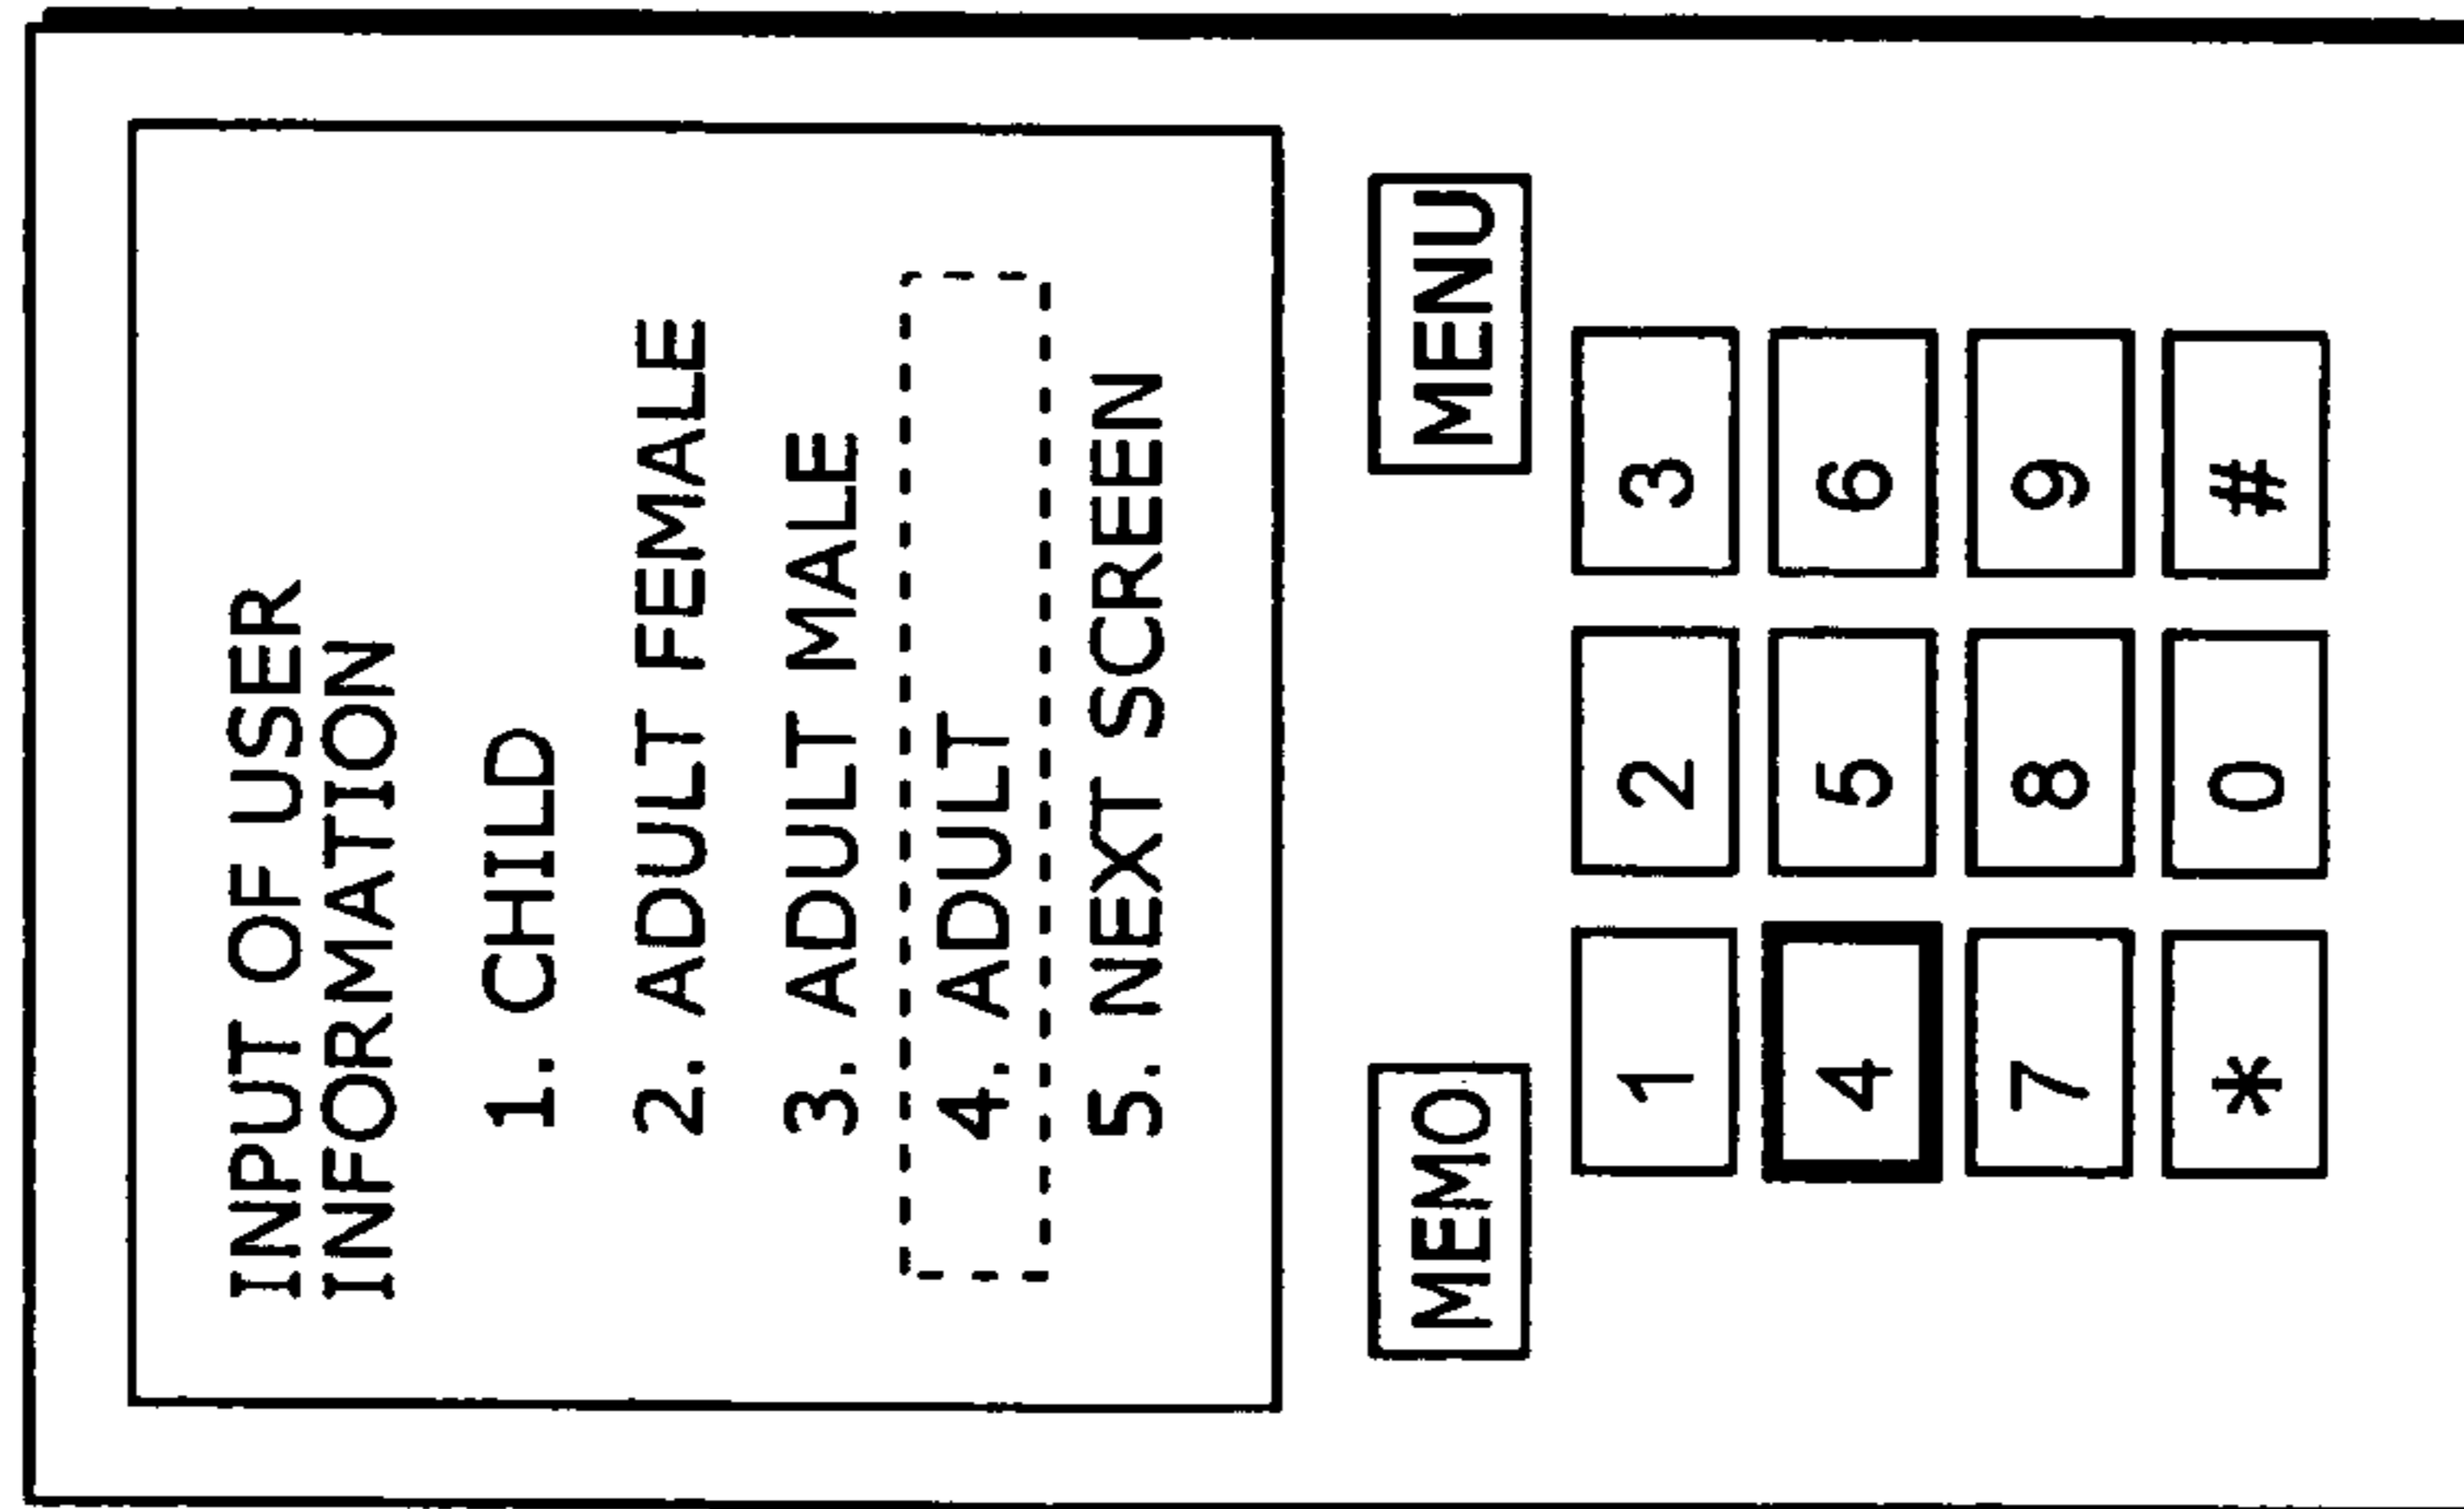 INPUT OF USER
INFORMATION
1. CHILD
2. ADULT FEMALE
3. ADULT MALE
4. ADULT
5. NEXT SCREEN
MEMO MENU
1 2 3
4 5 6
7 8 9
* 0 #